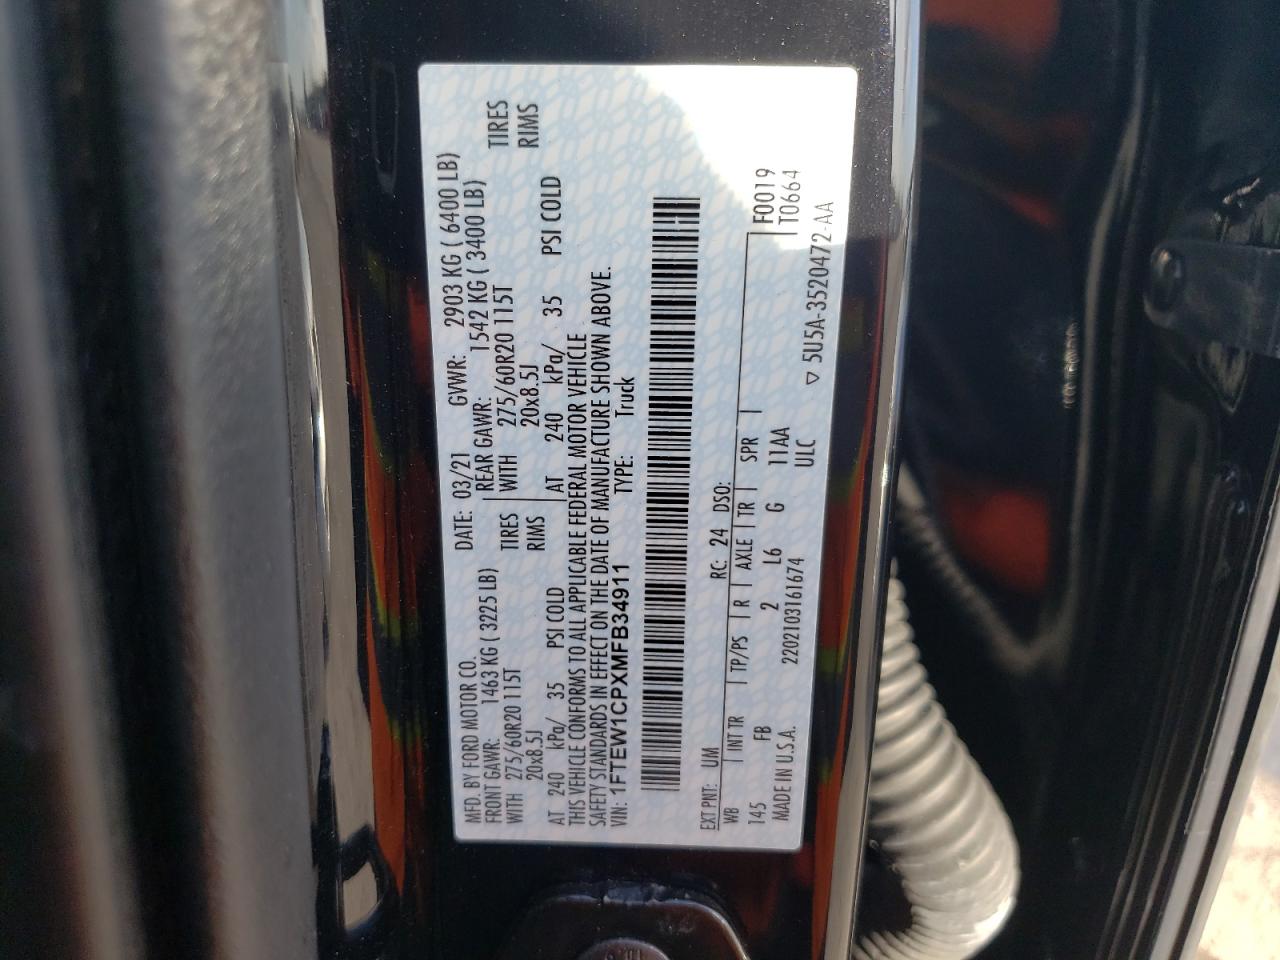 MFD. BY FORD MOTOR CO.
DATE: 03/21 GVWR: 2903 KG ( 6400 LB)
FRONT GAWR: 1463 KG ( 3225 LB) REAR GAWR: 1542 KG ( 3400 LB)
WITH 275/60R20 115T TIRES WITH 275/60R20 115T TIRES
20x8.5J RIMS 20x8.5J RIMS
AT 240 kPa/ 35 PSI COLD AT 240 kPa/ 35 PSI COLD
THIS VEHICLE CONFORMS TO ALL APPLICABLE FEDERAL MOTOR VEHICLE
SAFETY STANDARDS IN EFFECT ON THE DATE OF MANUFACTURE SHOWN ABOVE.
VIN: 1FTEW1CPXMFB34911 TYPE: Truck
EXT PNT: UM RC: 24 DSO: F0019
WB INT TR TP/PS R AXLE TR SPR T0664
145 FB 2 L6 G 11AA
MADE IN U.S.A. 220210316167​4 ULC ▽ 5U5A-3520472-AA